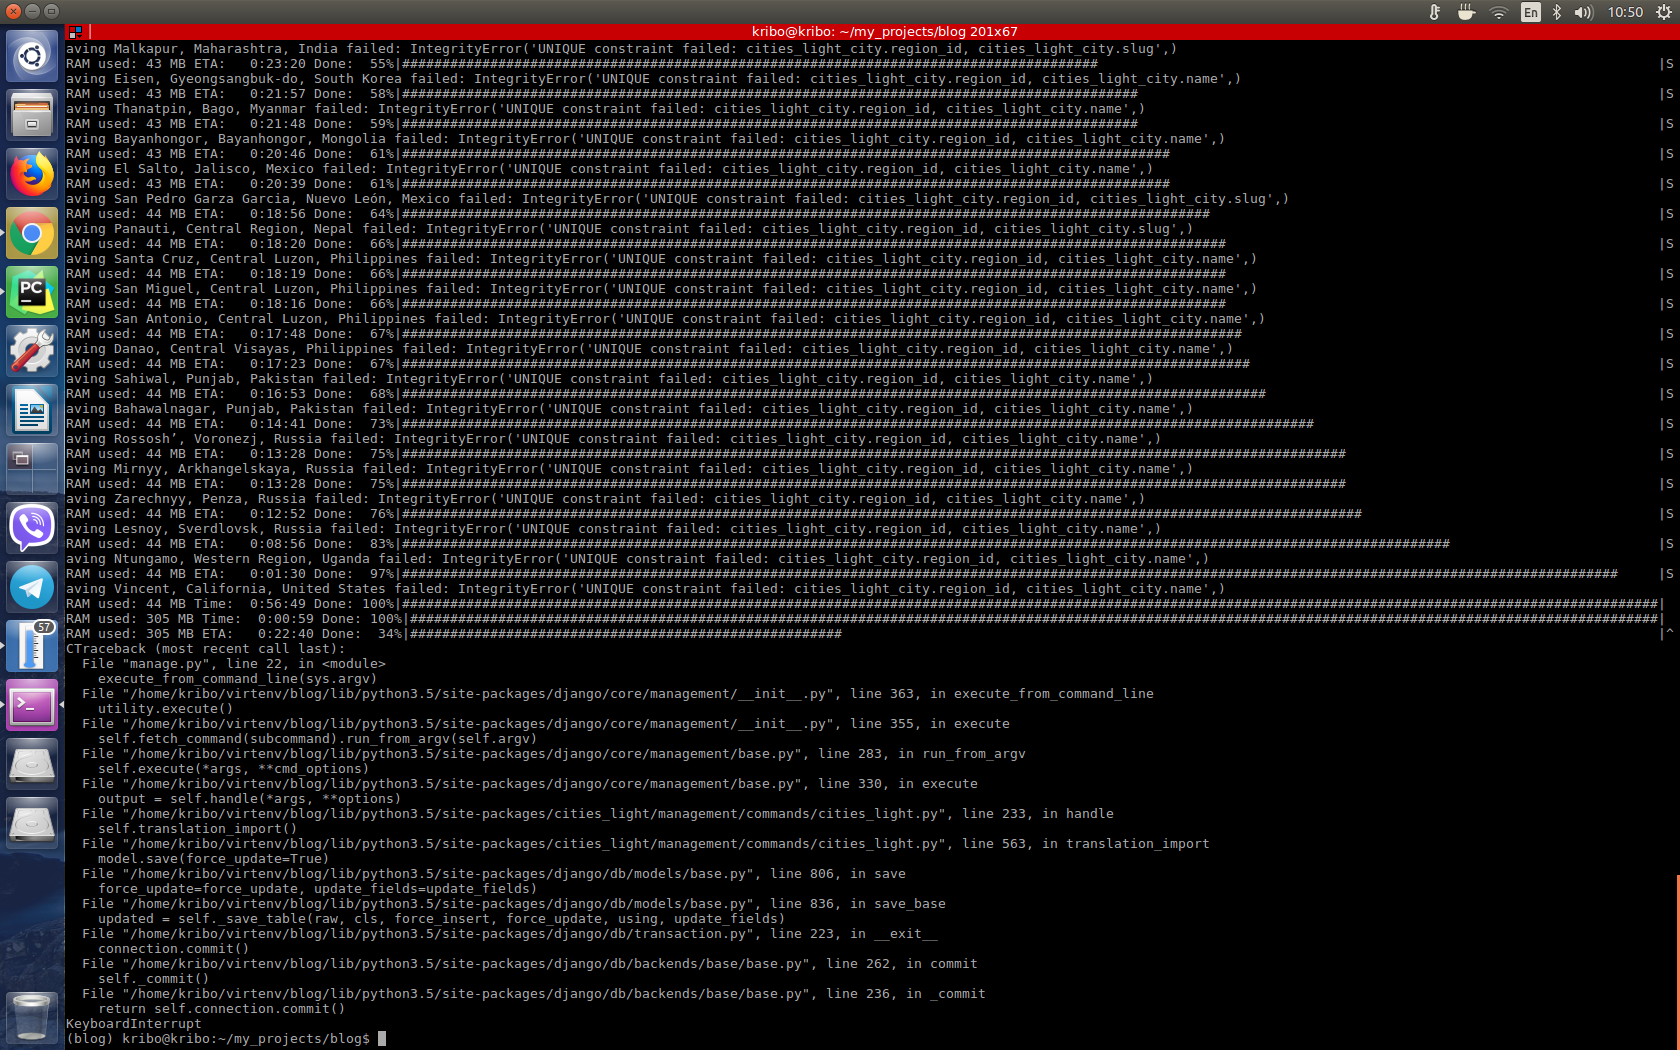 En
10:50
kribo@kribo: ~/my_projects/blog 201x67
aving Malkapur, Maharashtra, India failed: IntegrityError('UNIQUE constraint failed: cities_light_city.region_id, cities_light_city.slug',)
RAM used: 43 MB ETA:   0:23:20 Done:  55%|####################################################################################### |S
aving Eisen, Gyeongsangbuk-do, South Korea failed: IntegrityError('UNIQUE constraint failed: cities_light_city.region_id, cities_light_city.name',)
RAM used: 43 MB ETA:   0:21:57 Done:  58%|############################################################################################ |S
aving Thanatpin, Bago, Myanmar failed: IntegrityError('UNIQUE constraint failed: cities_light_city.region_id, cities_light_city.name',)
RAM used: 43 MB ETA:   0:21:48 Done:  59%|############################################################################################ |S
aving Bayanhongor, Bayanhongor, Mongolia failed: IntegrityError('UNIQUE constraint failed: cities_light_city.region_id, cities_light_city.name',)
RAM used: 43 MB ETA:   0:20:46 Done:  61%|################################################################################################ |S
aving El Salto, Jalisco, Mexico failed: IntegrityError('UNIQUE constraint failed: cities_light_city.region_id, cities_light_city.name',)
RAM used: 43 MB ETA:   0:20:39 Done:  61%|################################################################################################ |S
aving San Pedro Garza Garcia, Nuevo León, Mexico failed: IntegrityError('UNIQUE constraint failed: cities_light_city.region_id, cities_light_city.slug',)
RAM used: 44 MB ETA:   0:18:56 Done:  64%|##################################################################################################### |S
aving Panauti, Central Region, Nepal failed: IntegrityError('UNIQUE constraint failed: cities_light_city.region_id, cities_light_city.slug',)
RAM used: 44 MB ETA:   0:18:20 Done:  66%|####################################################################################################### |S
aving Santa Cruz, Central Luzon, Philippines failed: IntegrityError('UNIQUE constraint failed: cities_light_city.region_id, cities_light_city.name',)
RAM used: 44 MB ETA:   0:18:19 Done:  66%|####################################################################################################### |S
aving San Miguel, Central Luzon, Philippines failed: IntegrityError('UNIQUE constraint failed: cities_light_city.region_id, cities_light_city.name',)
RAM used: 44 MB ETA:   0:18:16 Done:  66%|####################################################################################################### |S
aving San Antonio, Central Luzon, Philippines failed: IntegrityError('UNIQUE constraint failed: cities_light_city.region_id, cities_light_city.name',)
RAM used: 44 MB ETA:   0:17:48 Done:  67%|######################################################################################################### |S
aving Danao, Central Visayas, Philippines failed: IntegrityError('UNIQUE constraint failed: cities_light_city.region_id, cities_light_city.name',)
RAM used: 44 MB ETA:   0:17:23 Done:  67%|########################################################################################################## |S
aving Sahiwal, Punjab, Pakistan failed: IntegrityError('UNIQUE constraint failed: cities_light_city.region_id, cities_light_city.name',)
RAM used: 44 MB ETA:   0:16:53 Done:  68%|############################################################################################################ |S
aving Bahawalnagar, Punjab, Pakistan failed: IntegrityError('UNIQUE constraint failed: cities_light_city.region_id, cities_light_city.name',)
RAM used: 44 MB ETA:   0:14:41 Done:  73%|################################################################################################################## |S
aving Rossosh’, Voronezj, Russia failed: IntegrityError('UNIQUE constraint failed: cities_light_city.region_id, cities_light_city.name',)
RAM used: 44 MB ETA:   0:13:28 Done:  75%|###################################################################################################################### |S
aving Mirnyy, Arkhangelskaya, Russia failed: IntegrityError('UNIQUE constraint failed: cities_light_city.region_id, cities_light_city.name',)
RAM used: 44 MB ETA:   0:13:28 Done:  75%|###################################################################################################################### |S
aving Zarechnyy, Penza, Russia failed: IntegrityError('UNIQUE constraint failed: cities_light_city.region_id, cities_light_city.name',)
RAM used: 44 MB ETA:   0:12:52 Done:  76%|######################################################################################################################## |S
aving Lesnoy, Sverdlovsk, Russia failed: IntegrityError('UNIQUE constraint failed: cities_light_city.region_id, cities_light_city.name',)
RAM used: 44 MB ETA:   0:08:56 Done:  83%|################################################################################################################################### |S
aving Ntungamo, Western Region, Uganda failed: IntegrityError('UNIQUE constraint failed: cities_light_city.region_id, cities_light_city.name',)
RAM used: 44 MB ETA:   0:01:30 Done:  97%|######################################################################################################################################################## |S
aving Vincent, California, United States failed: IntegrityError('UNIQUE constraint failed: cities_light_city.region_id, cities_light_city.name',)
RAM used: 44 MB Time:  0:56:49 Done: 100%|#############################################################################################################################################################|
RAM used: 305 MB Time:  0:00:59 Done: 100%|############################################################################################################################################################|
RAM used: 305 MB ETA:   0:22:40 Done:  34%|###################################################### |^
CTraceback (most recent call last):
  File "manage.py", line 22, in <module>
    execute_from_command_line(sys.argv)
  File "/home/kribo/virtenv/blog/lib/python3.5/site-packages/django/core/management/__init__.py", line 363, in execute_from_command_line
    utility.execute()
  File "/home/kribo/virtenv/blog/lib/python3.5/site-packages/django/core/management/__init__.py", line 355, in execute
    self.fetch_command(subcommand).run_from_argv(self.argv)
  File "/home/kribo/virtenv/blog/lib/python3.5/site-packages/django/core/management/base.py", line 283, in run_from_argv
    self.execute(*args, **cmd_options)
  File "/home/kribo/virtenv/blog/lib/python3.5/site-packages/django/core/management/base.py", line 330, in execute
    output = self.handle(*args, **options)
  File "/home/kribo/virtenv/blog/lib/python3.5/site-packages/cities_light/management/commands/cities_light.py", line 233, in handle
    self.translation_import()
  File "/home/kribo/virtenv/blog/lib/python3.5/site-packages/cities_light/management/commands/cities_light.py", line 563, in translation_import
    model.save(force_update=True)
  File "/home/kribo/virtenv/blog/lib/python3.5/site-packages/django/db/models/base.py", line 806, in save
    force_update=force_update, update_fields=update_fields)
  File "/home/kribo/virtenv/blog/lib/python3.5/site-packages/django/db/models/base.py", line 836, in save_base
    updated = self._save_table(raw, cls, force_insert, force_update, using, update_fields)
  File "/home/kribo/virtenv/blog/lib/python3.5/site-packages/django/db/transaction.py", line 223, in __exit__
    connection.commit()
  File "/home/kribo/virtenv/blog/lib/python3.5/site-packages/django/db/backends/base/base.py", line 262, in commit
    self._commit()
  File "/home/kribo/virtenv/blog/lib/python3.5/site-packages/django/db/backends/base/base.py", line 236, in _commit
    return self.connection.commit()
KeyboardInterrupt
(blog) kribo@kribo:~/my_projects/blog$
PC
57
>_